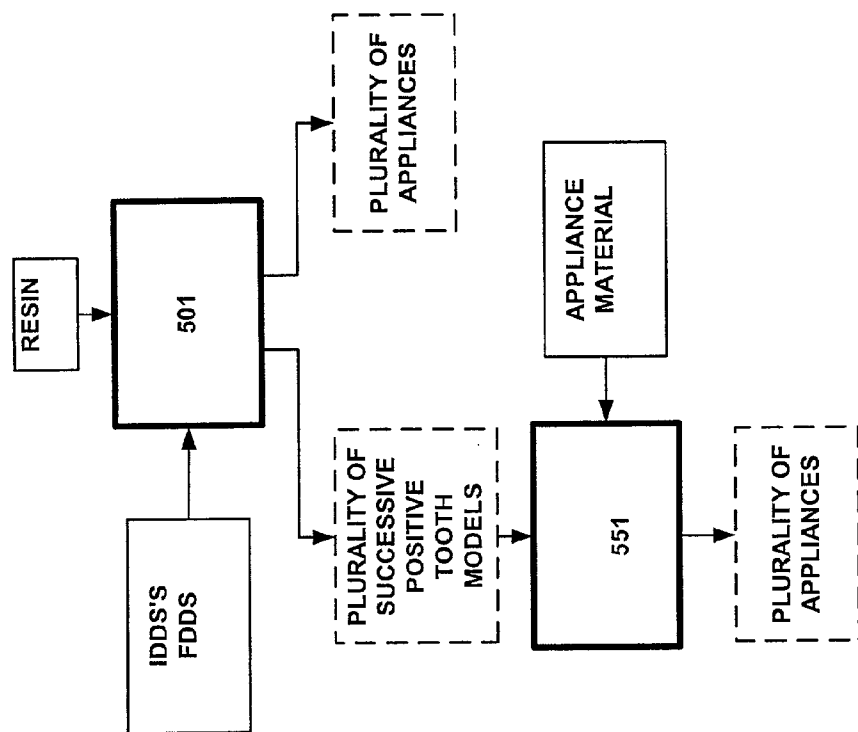 RESIN
501
IDDS'S
FDDS
PLURALITY OF
APPLIANCES
PLURALITY OF
SUCCESSIVE
POSITIVE
TOOTH
MODELS
APPLIANCE
MATERIAL
551
PLURALITY OF
APPLIANCES